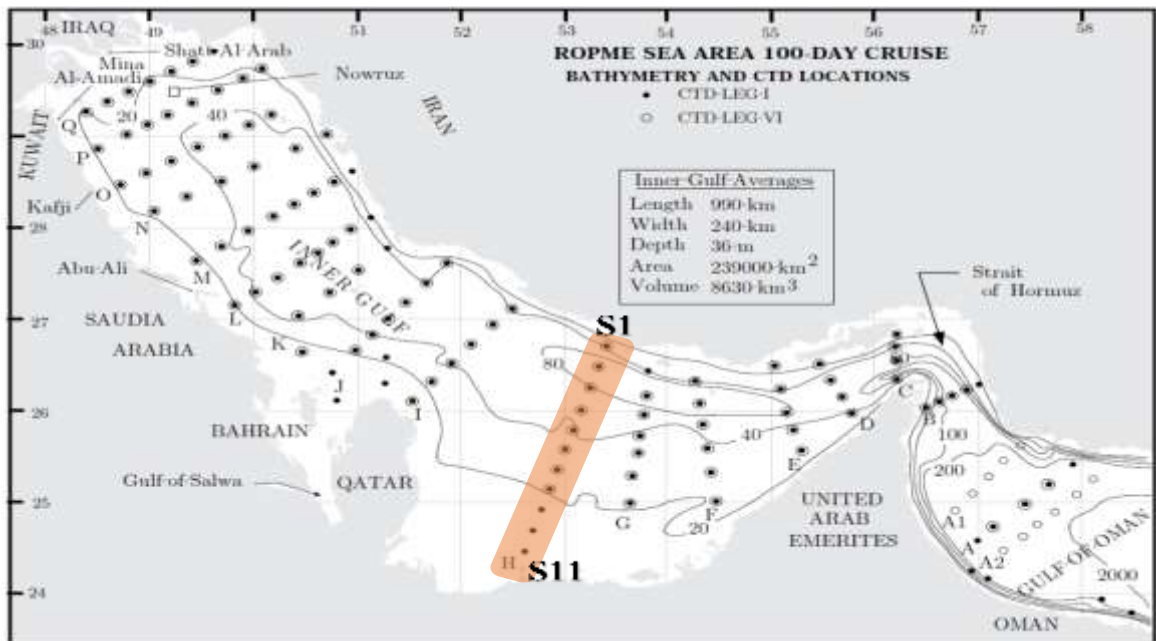 48 49 50 51 52 53 54 55 56 57 58
30
IRAQ
Shatt-Al-Arab
Mina
Al-Amadia
Nowruz
ROPME SEA AREA 100-DAY CRUISE
BATHYMETRY AND CTD LOCATIONS
CTD-LEG-I
CTD-LEG-VI
IRAN
KUWAIT
20
40
Q
P
O
N
Kafji
28
Inner-Gulf-Averages
Length 990-km
Width 240-km
Depth 36-m
Area 239000-km2
Volume 8630-km3
INNER-GULF
M
Abu-Ali
Strait
of Hormuz
27
SAUDIA
ARABIA
L
K
S1
80
J
I
26
BAHRAIN
C
B
D
40
100
E
200
Gulf-of-Salwa
QATAR
25
G
F
20
UNITED
ARAB
EMERITES
A1
A
A2
GULF-OF-OMAN
2000
H
S11
24
OMAN